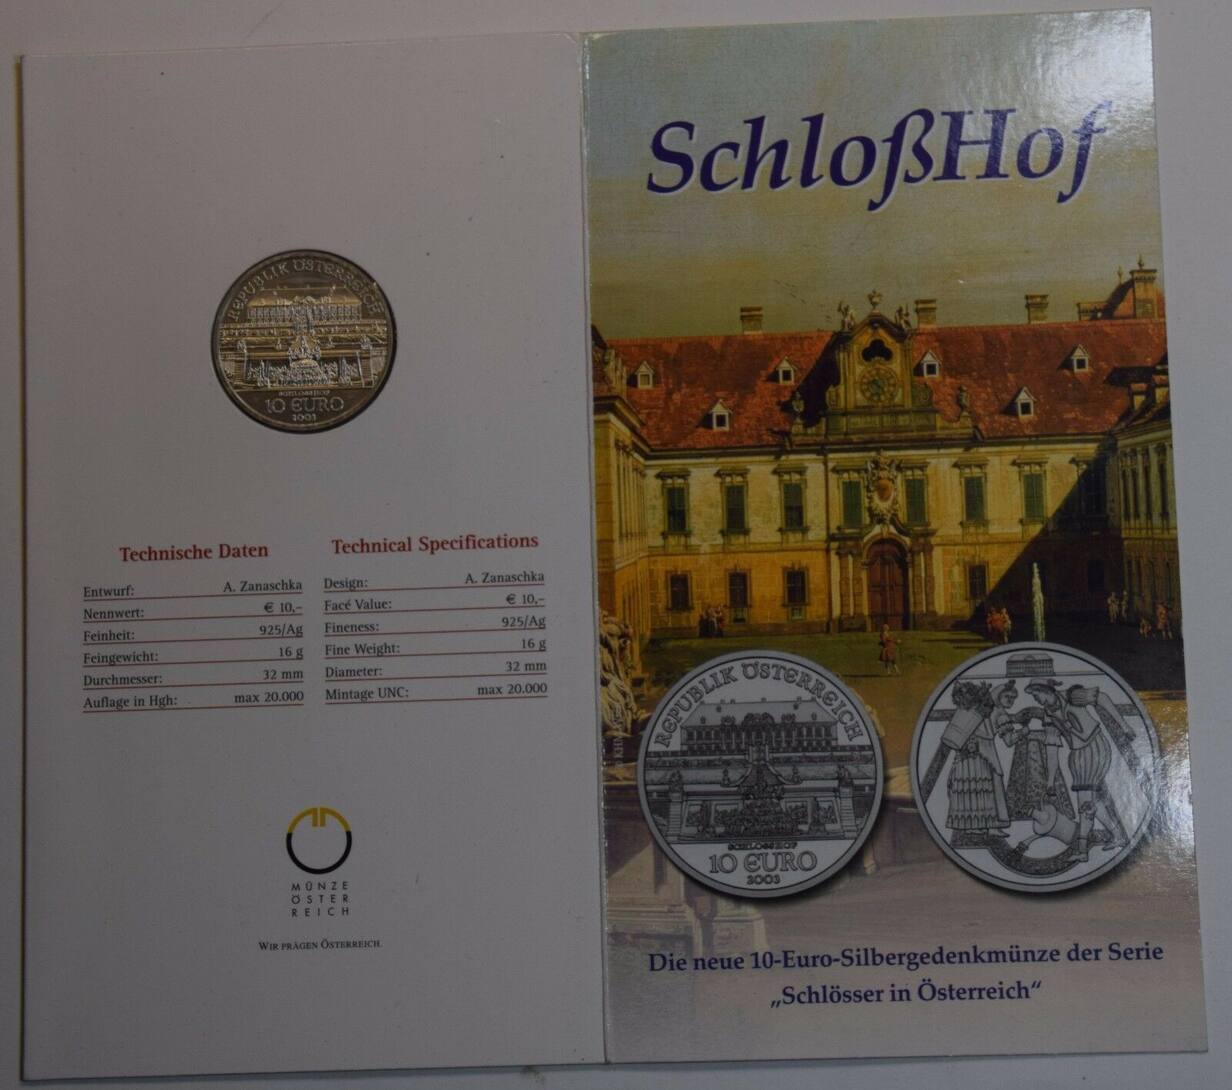 REPUBLIK ÖSTERREICH
SCHLOSSHOF
10 EURO
2003
Technische Daten
Entwurf: A. Zanaschka
Nennwert: € 10,–
Feinheit: 925/Ag
Feingewicht: 16 g
Durchmesser: 32 mm
Auflage in Hgh: max 20.000
Technical Specifications
Design: A. Zanaschka
Facé Value: € 10,–
Fineness: 925/Ag
Fine Weight: 16 g
Diameter: 32 mm
Mintage UNC: max 20.000
MÜNZE
ÖSTER
REICH
WIR PRÄGEN ÖSTERREICH.
SchloßHof
REPUBLIK ÖSTERREICH
SCHLOSSHOF
10 EURO
2003
Die neue 10-Euro-Silbergedenkmünze der Serie
„Schlösser in Österreich“